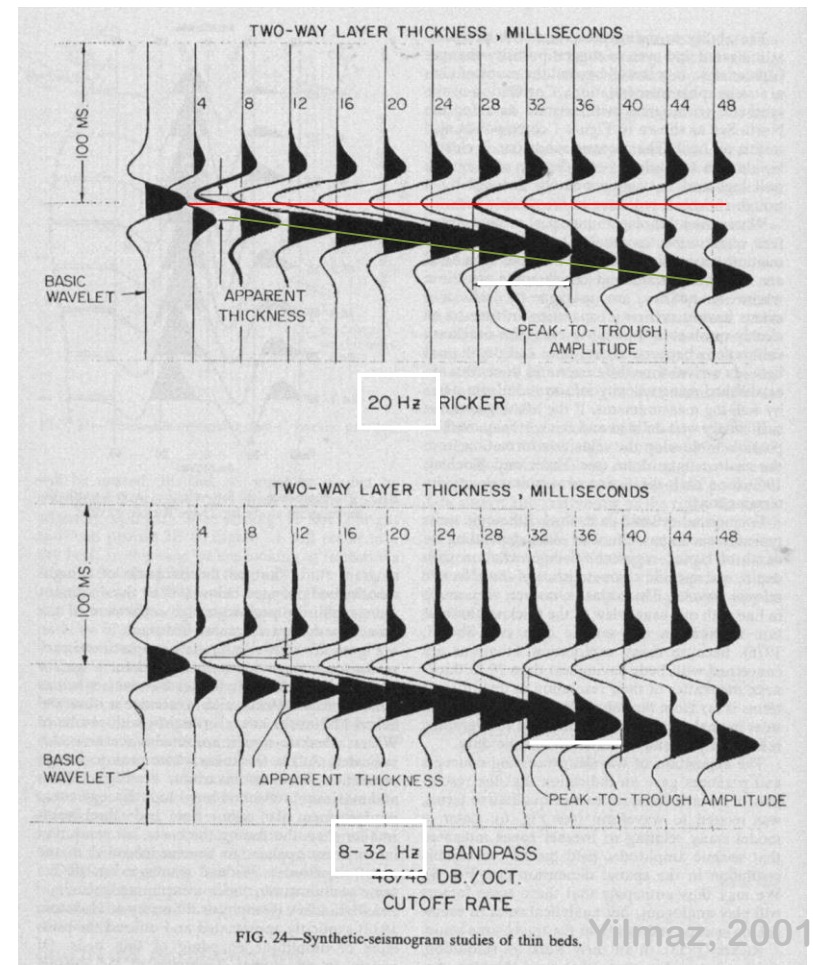 TWO-WAY LAYER THICKNESS, MILLISECONDS
4 8 12 16 20 24 28 32 36 40 44 48
100 MS.
BASIC
WAVELET
APPARENT
THICKNESS
PEAK-TO-TROUGH
AMPLITUDE
20 Hz RICKER
TWO-WAY LAYER THICKNESS, MILLISECONDS
4 8 12 16 20 24 28 32 36 40 44 48
100 MS.
BASIC
WAVELET
APPARENT THICKNESS
PEAK-TO-TROUGH AMPLITUDE
8-32 Hz BANDPASS
48/48 DB./OCT.
CUTOFF RATE
FIG. 24—Synthetic-seismogram studies of thin beds.
Yilmaz, 2001